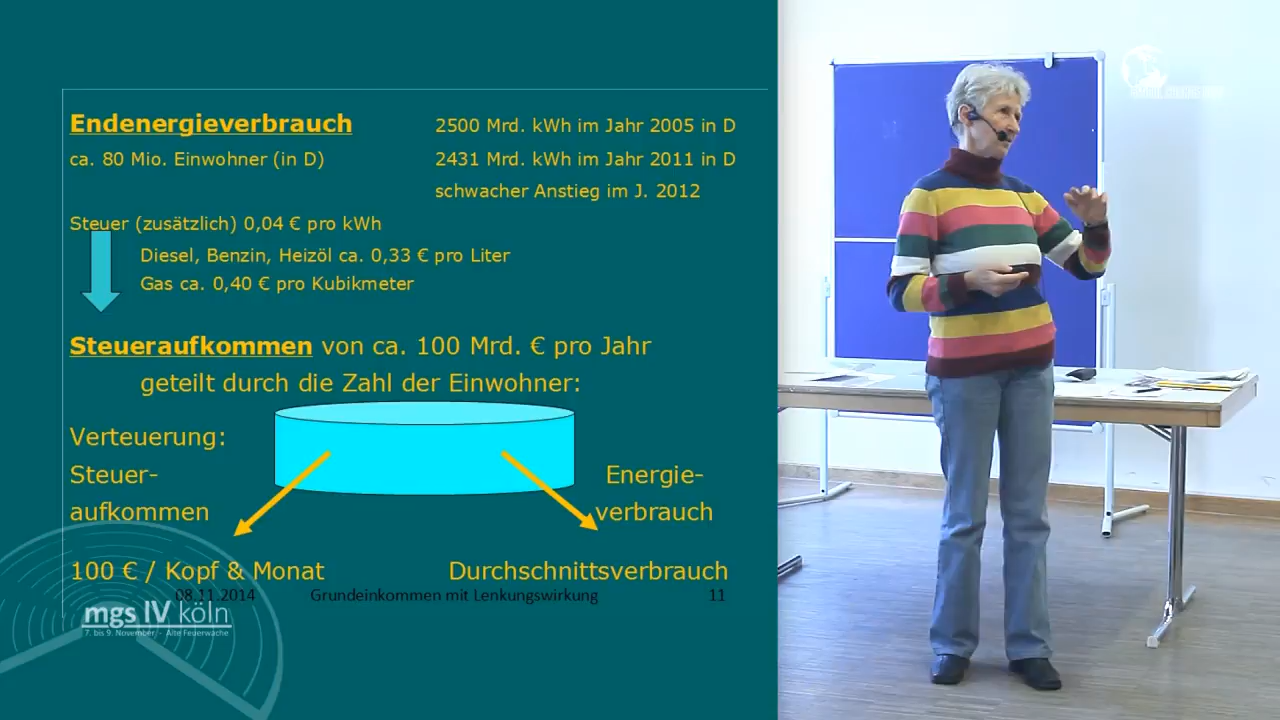 Endenergieverbrauch
2500 Mrd. kWh im Jahr 2005 in D
ca. 80 Mio. Einwohner (in D)
2431 Mrd. kWh im Jahr 2011 in D
schwacher Anstieg im J. 2012
Steuer (zusätzlich) 0,04 € pro kWh
Diesel, Benzin, Heizöl ca. 0,33 € pro Liter
Gas ca. 0,40 € pro Kubikmeter
Steueraufkommen von ca. 100 Mrd. € pro Jahr
geteilt durch die Zahl der Einwohner:
Verteuerung:
Steuer-
aufkommen
Energie-
verbrauch
100 € / Kopf & Monat
Durchschnittsverbrauch
08.11.2014 Grundeinkommen mit Lenkungswirkung 11
mgs IV köln
7. bis 9. November - Alte Feuerwache